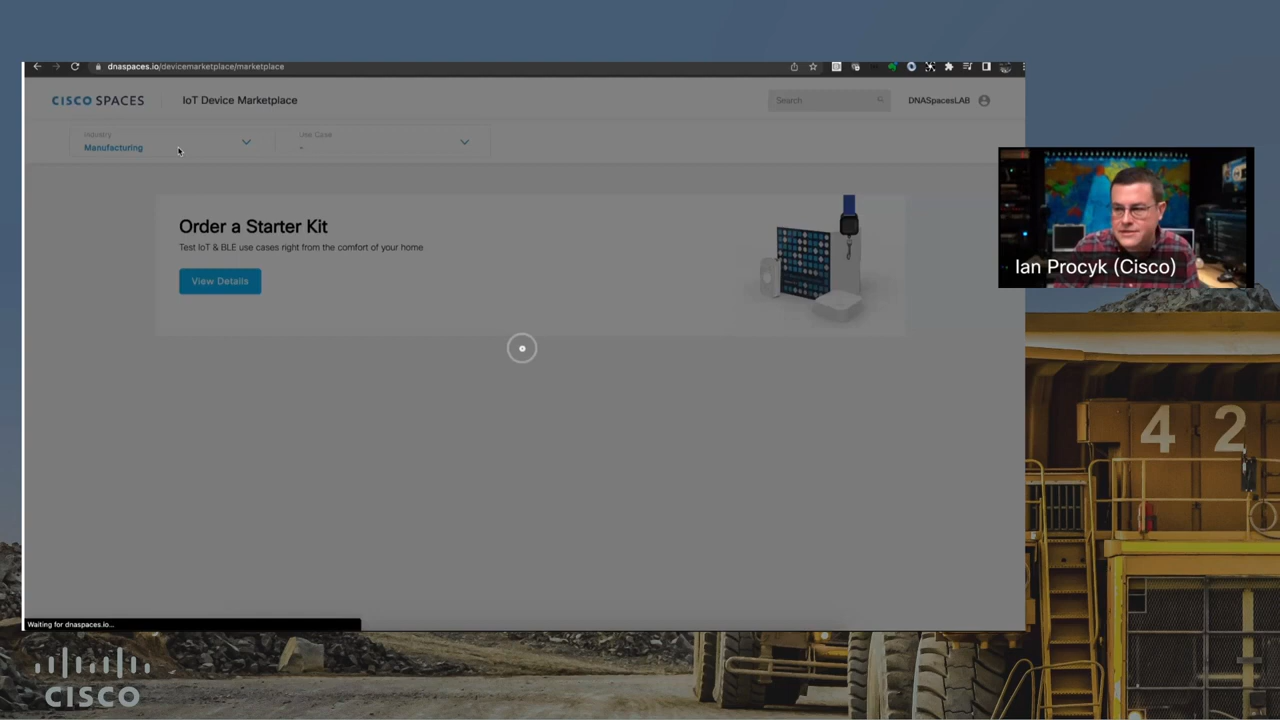 dnaspaces.io/devicemarketplace/marketplace
CISCO SPACES
IoT Device Marketplace
Search
DNASpacesLAB
Industry
Manufacturing
Use Case
-
Order a Starter Kit
Test IoT & BLE use cases right from the comfort of your home
View Details
Ian Procyk (Cisco)
42
Waiting for dnaspaces.io...
CISCO